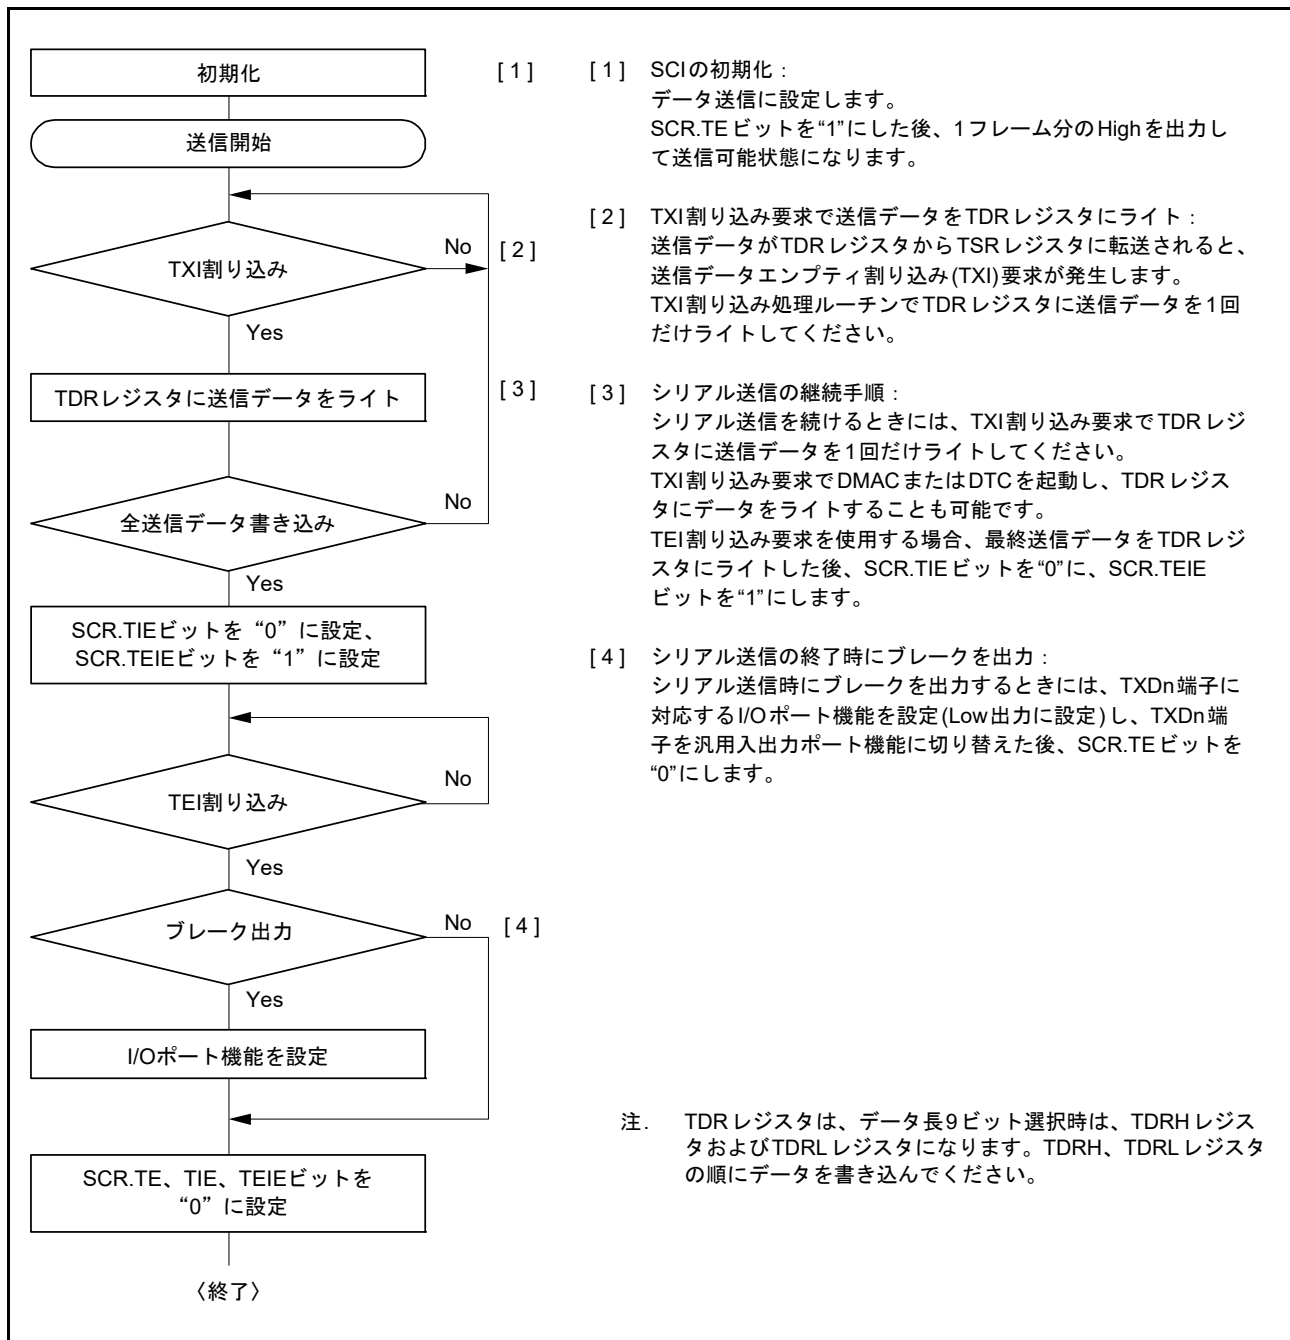 初期化
[ 1 ]
送信開始
TXI割り込み
No
[ 2 ]
Yes
TDRレジスタに送信データをライト
[ 3 ]
全送信データ書き込み
No
Yes
SCR.TIEビットを “0” に設定、
SCR.TEIEビットを “1” に設定
TEI割り込み
No
Yes
ブレーク出力
No
[ 4 ]
Yes
I/Oポート機能を設定
SCR.TE、TIE、TEIEビットを
“0” に設定
〈終了〉
[ 1 ] SCIの初期化 :
データ送信に設定します。
SCR.TEビットを“1”にした後、1フレーム分のHighを出力し
て送信可能状態になります。
[ 2 ] TXI割り込み要求で送信データをTDRレジスタにライト :
送信データがTDRレジスタからTSRレジスタに転送されると、
送信データエンプティ割り込み(TXI)要求が発生します。
TXI割り込み処理ルーチンでTDRレジスタに送信データを1回
だけライトしてください。
[ 3 ] シリアル送信の継続手順 :
シリアル送信を続けるときには、TXI割り込み要求でTDRレジ
スタに送信データを1回だけライトしてください。
TXI割り込み要求でDMACまたはDTCを起動し、TDRレジス
タにデータをライトすることも可能です。
TEI割り込み要求を使用する場合、最終送信データをTDRレジ
スタにライトした後、SCR.TIEビットを“0”に、SCR.TEIE
ビットを“1”にします。
[ 4 ] シリアル送信の終了時にブレークを出力 :
シリアル送信時にブレークを出力するときには、TXDn端子に
対応するI/Oポート機能を設定(Low出力に設定)し、TXDn端
子を汎用入出力ポート機能に切り替えた後、SCR.TEビットを
“0”にします。
注. TDRレジスタは、データ長9ビット選択時は、TDRHレジス
タおよびTDRLレジスタになります。TDRH、TDRLレジスタ
の順にデータを書き込んでください。